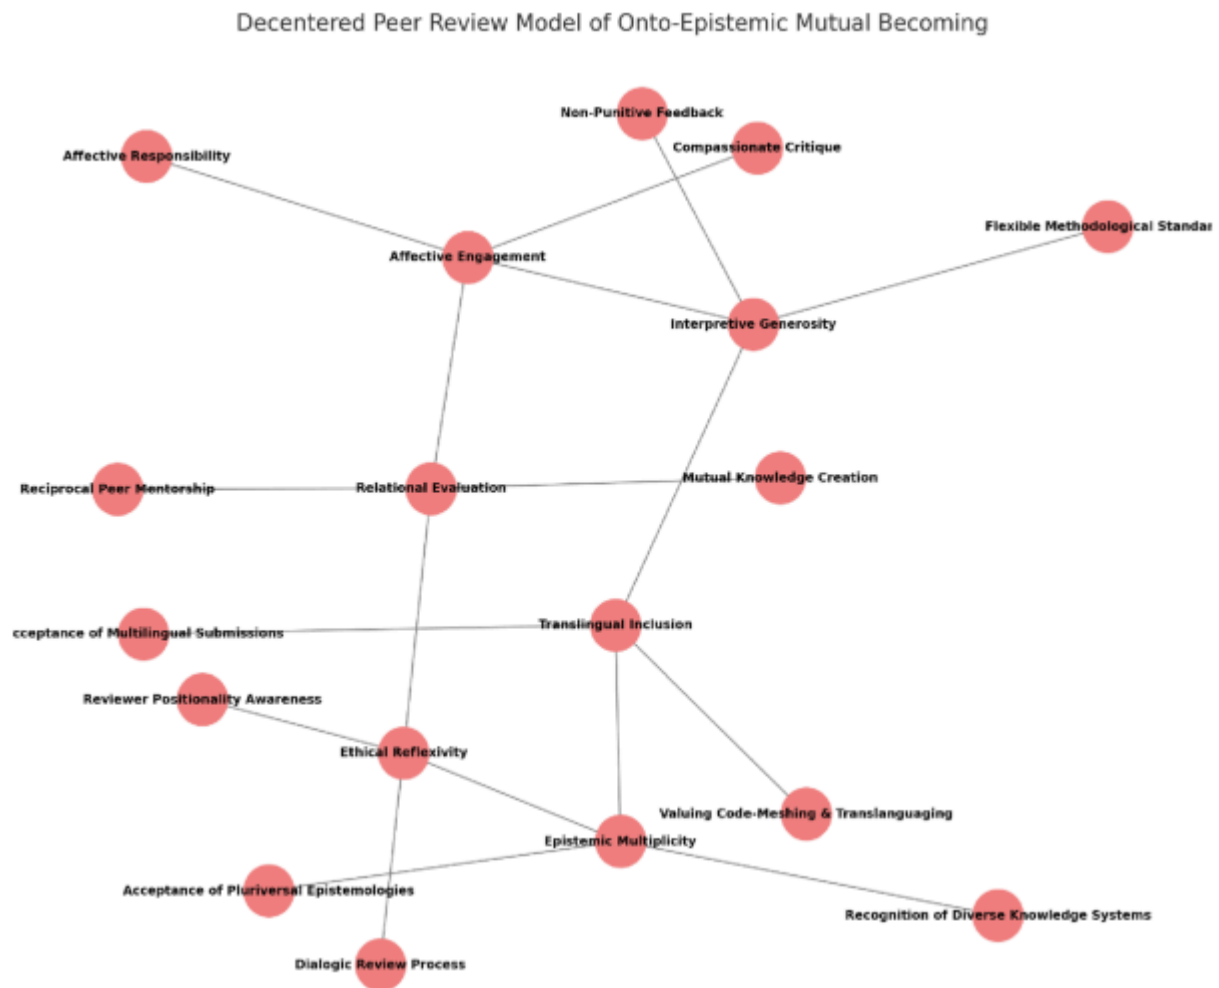 Decentered Peer Review Model of Onto-Epistemic Mutual Becoming
Non-Punitive Feedback
Compassionate Critique
Affective Responsibility
Flexible Methodological Standar
Affective Engagement
Interpretive Generosity
Mutual Knowledge Creation
Reciprocal Peer Mentorship
Relational Evaluation
Translingual Inclusion
cceptance of Multilingual Submissions
Reviewer Positionality Awareness
Ethical Reflexivity
Valuing Code-Meshing & Translanguaging
Epistemic Multiplicity
Acceptance of Pluriversal Epistemologies
Recognition of Diverse Knowledge Systems
Dialogic Review Process